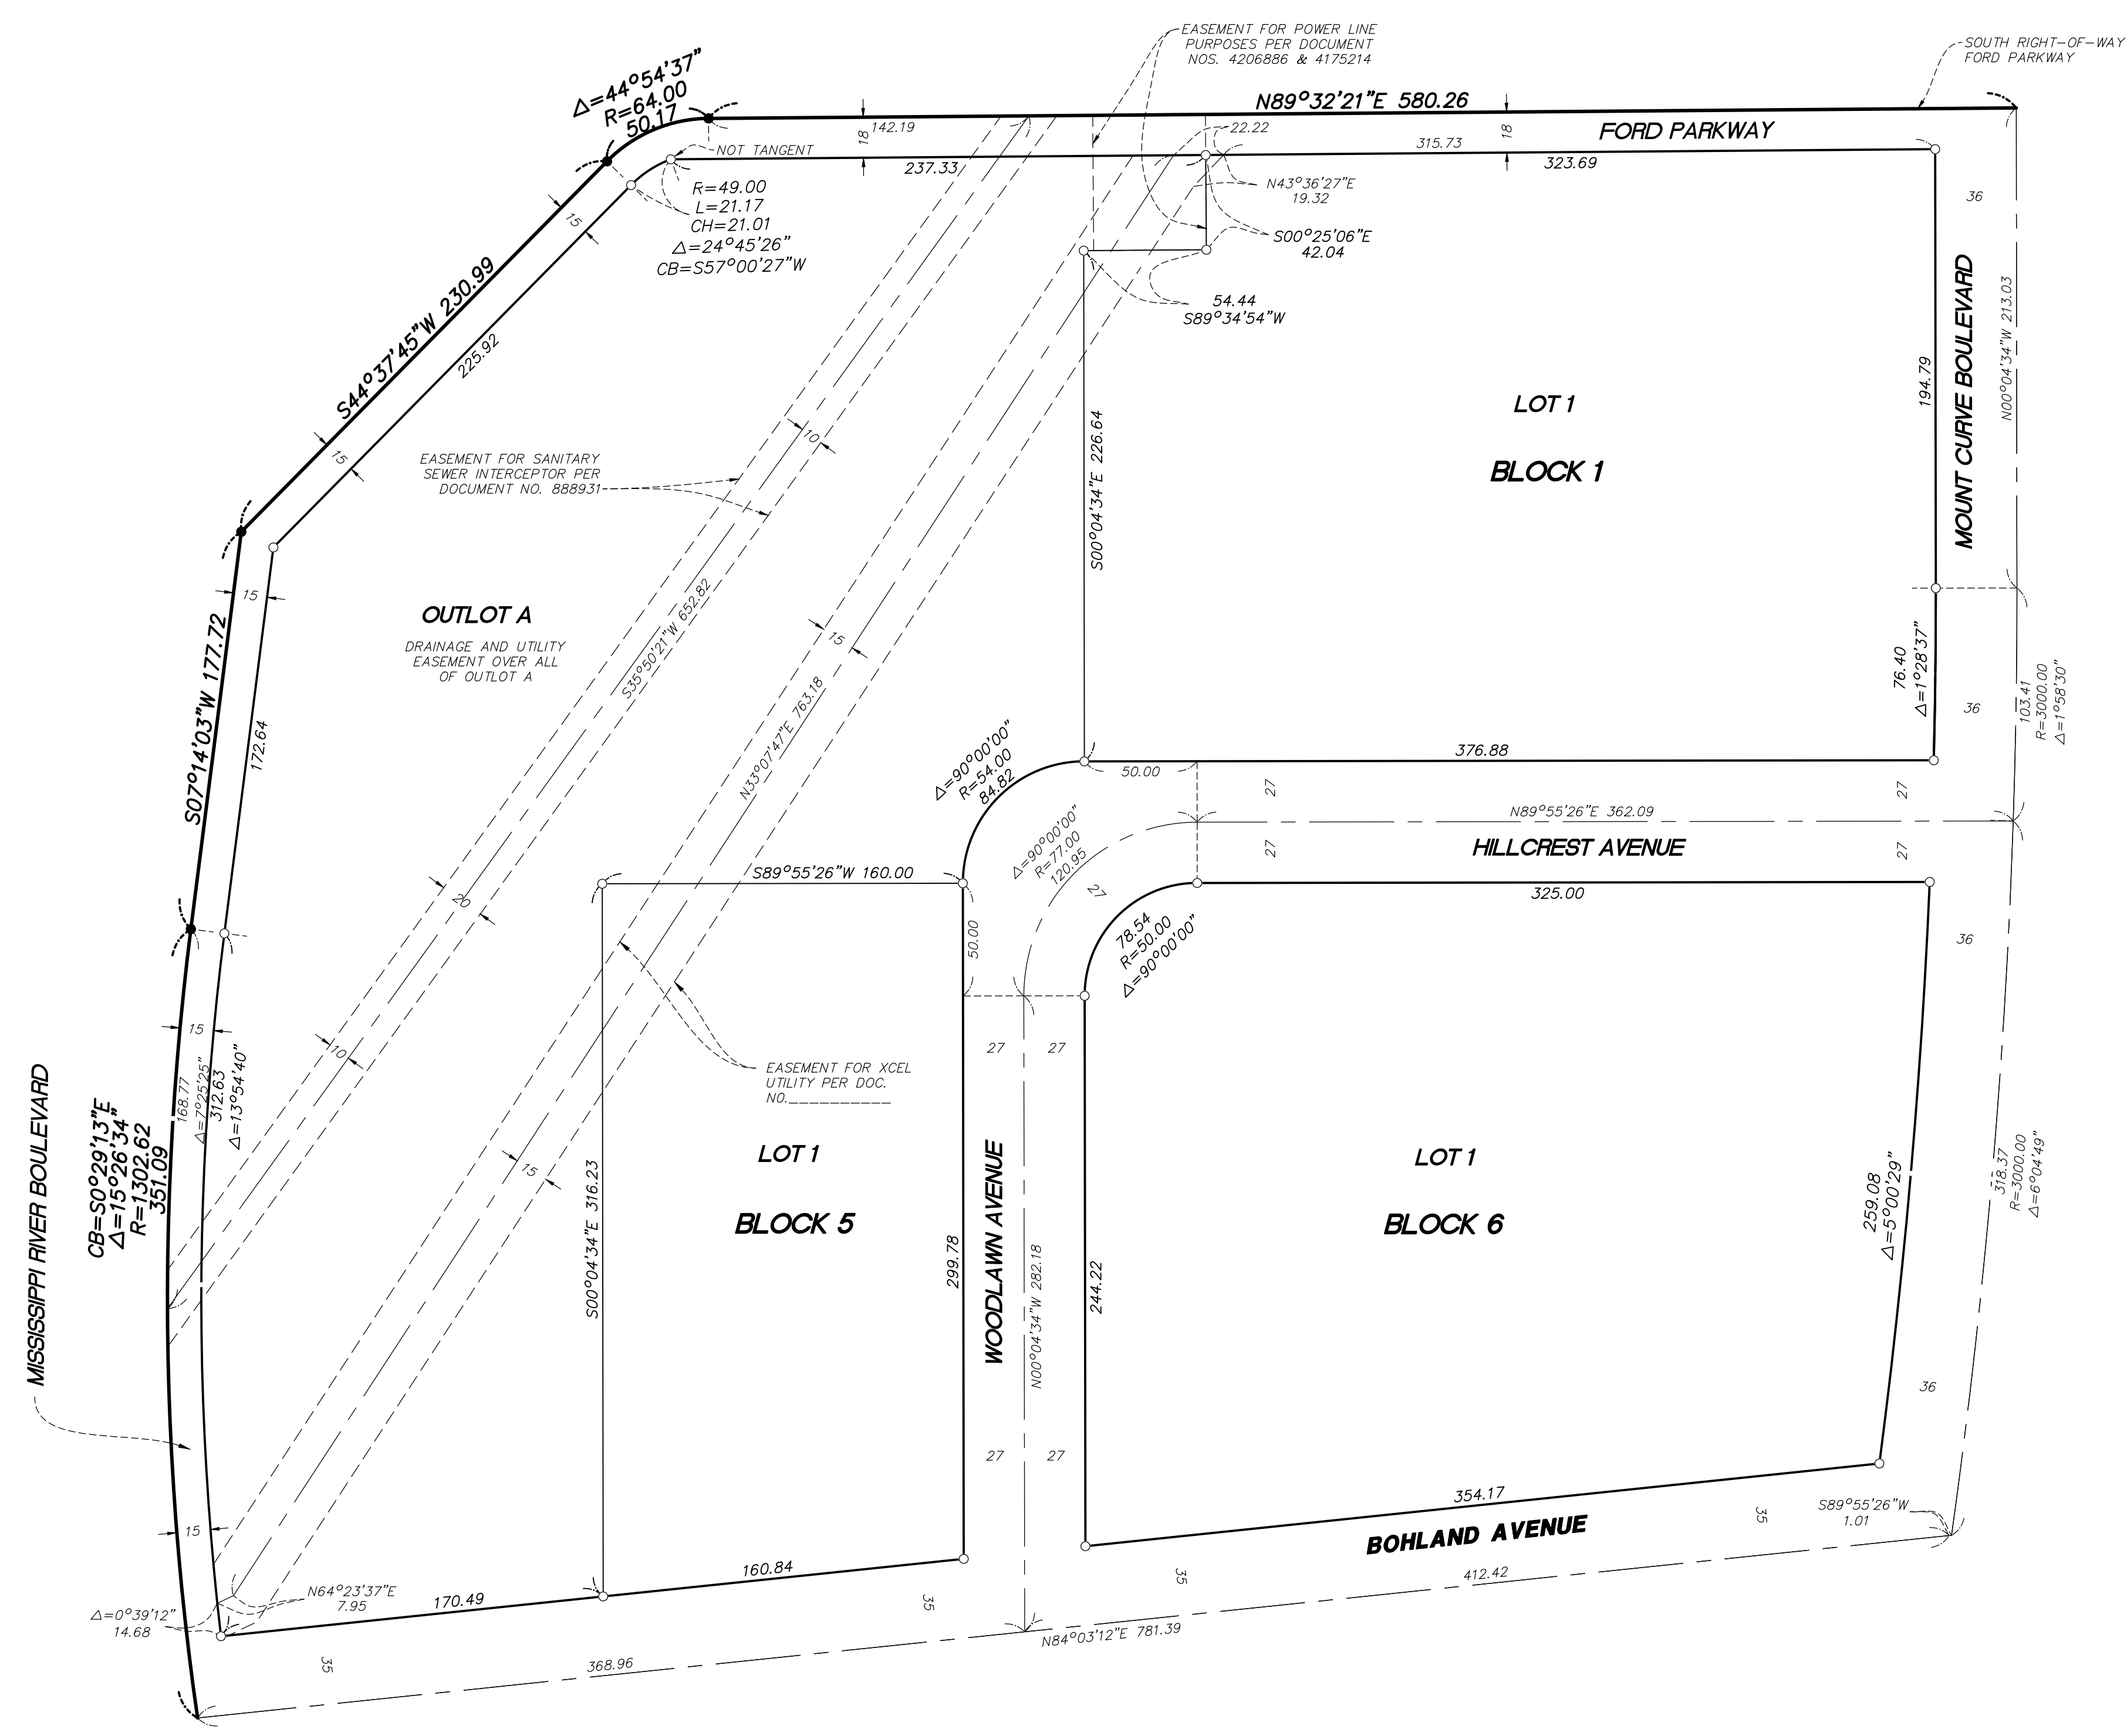 EASEMENT FOR POWER LINE
PURPOSES PER DOCUMENT
NOS. 4206886 & 4175214
SOUTH RIGHT-OF-WAY
FORD PARKWAY
Δ=44°54'37"
R=64.00
50.17
N89°32'21"E 580.26
142.19
18
22.22
315.73
18
FORD PARKWAY
NOT TANGENT
237.33
323.69
R=49.00
L=21.17
CH=21.01
Δ=24°45'26"
CB=S57°00'27"W
N43°36'27"E
19.32
S00°25'06"E
42.04
54.44
S89°34'54"W
36
15
S44°37'45"W 230.99
225.92
15
MOUNT CURVE BOULEVARD
N00°04'34"W 213.03
194.79
LOT 1
BLOCK 1
S00°04'34"E 226.64
10
EASEMENT FOR SANITARY
SEWER INTERCEPTOR PER
DOCUMENT NO. 888931
15
OUTLOT A
DRAINAGE AND UTILITY
EASEMENT OVER ALL
OF OUTLOT A
S35°50'21"W 652.82
15
N33°07'47"E 763.18
S07°14'03"W 177.72
172.64
76.40
Δ=1°28'37"
36
103.41
R=3000.00
Δ=1°58'30"
Δ=90°00'00"
R=54.00
84.82
376.88
50.00
27
27
N89°55'26"E 362.09
HILLCREST AVENUE
27
27
Δ=90°00'00"
R=77.00
120.95
27
S89°55'26"W 160.00
325.00
20
50.00
78.54
R=50.00
Δ=90°00'00"
36
15
10
168.77
Δ=7°25'25"
312.63
Δ=13°54'40"
27
27
EASEMENT FOR XCEL
UTILITY PER DOC.
NO.__________
MISSISSIPPI RIVER BOULEVARD
CB=S0°29'13"E
Δ=15°26'34"
R=1302.62
351.09
15
LOT 1
BLOCK 5
S00°04'34"E 316.23
299.78
WOODLAWN AVENUE
N00°04'34"W 282.18
244.22
LOT 1
BLOCK 6
259.08
Δ=5°00'29"
318.37
R=3000.00
Δ=6°04'49"
36
27
27
15
354.17
BOHLAND AVENUE
35
S89°55'26"W
1.01
N64°23'37"E
7.95
Δ=0°39'12"
14.68
170.49
160.84
35
35
412.42
N84°03'12"E 781.39
35
368.96